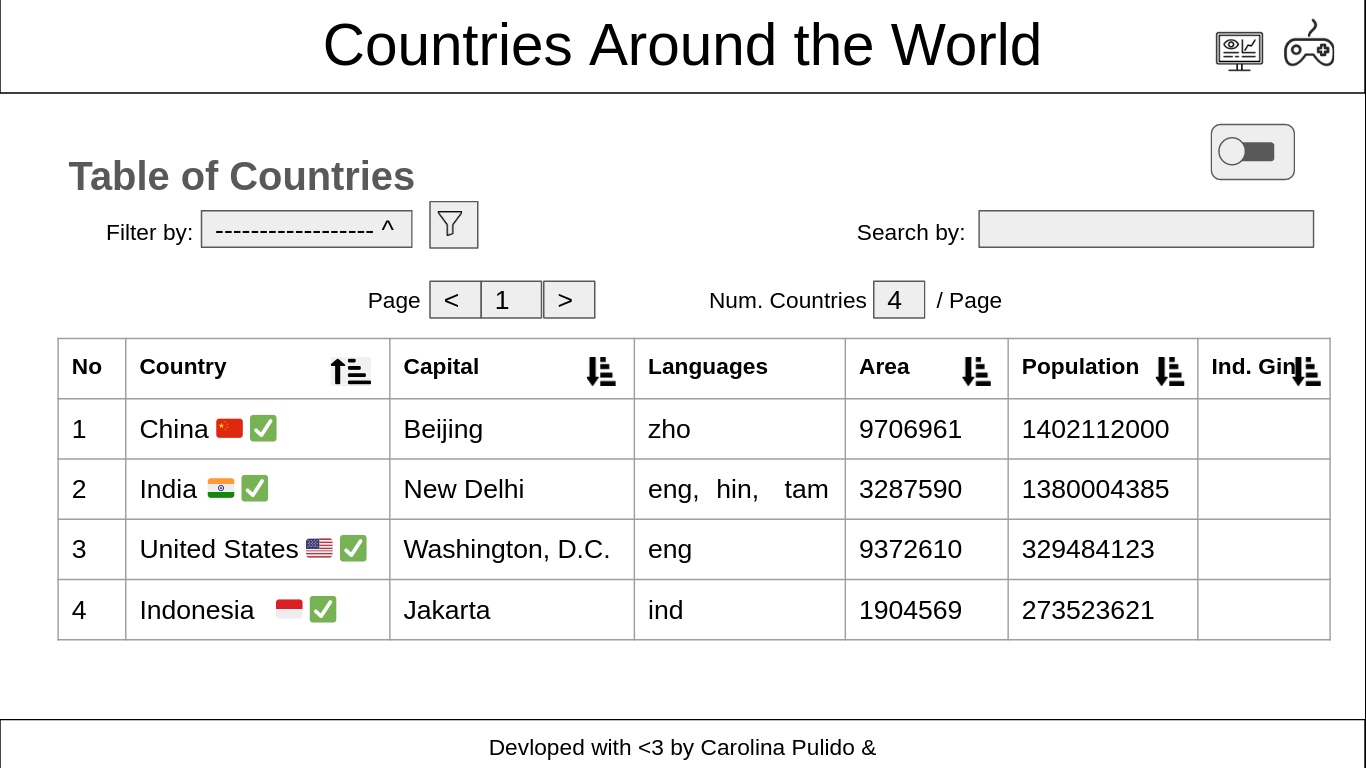 Countries Around the World
Table of Countries
Filter by: ------------------ ^
Search by:
Page < 1 > Num. Countries 4 / Page
No Country Capital Languages Area Population Ind. Gin
1 China Beijing zho 9706961 1402112000
2 India New Delhi eng, hin, tam 3287590 1380004385
3 United States Washington, D.C. eng 9372610 329484123
4 Indonesia Jakarta ind 1904569 273523621
Devloped with <3 by Carolina Pulido &